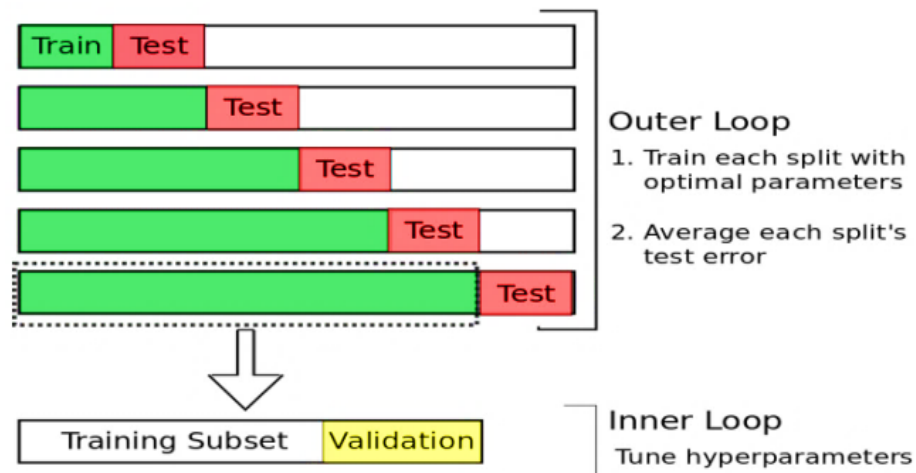 Train Test
Test
Test
Test
Test
Outer Loop
1. Train each split with
optimal parameters
2. Average each split's
test error
Training Subset Validation
Inner Loop
Tune hyperparameters